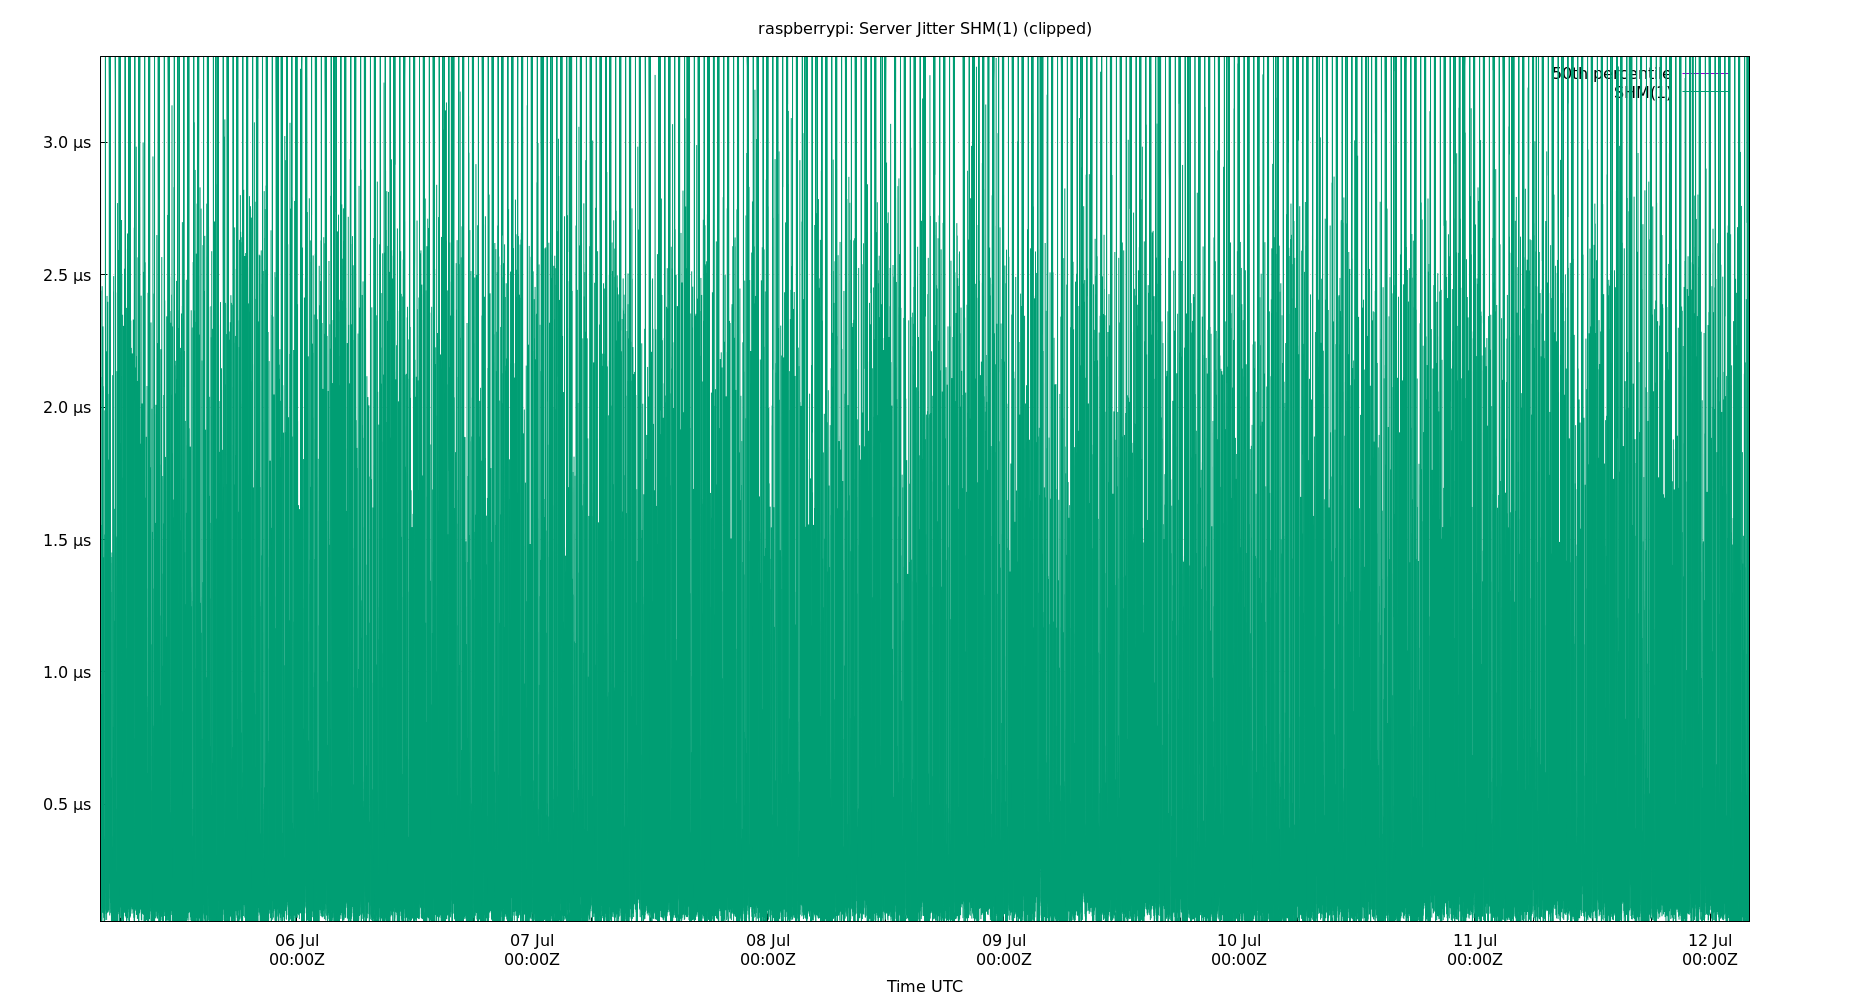 raspberrypi: Server Jitter SHM(1) (clipped)
50th percentile
SHM(1)
3.0 µs
2.5 µs
2.0 µs
1.5 µs
1.0 µs
0.5 µs
06 Jul 07 Jul 08 Jul 09 Jul 10 Jul 11 Jul 12 Jul
00:00Z 00:00Z 00:00Z 00:00Z 00:00Z 00:00Z 00:00Z
Time UTC